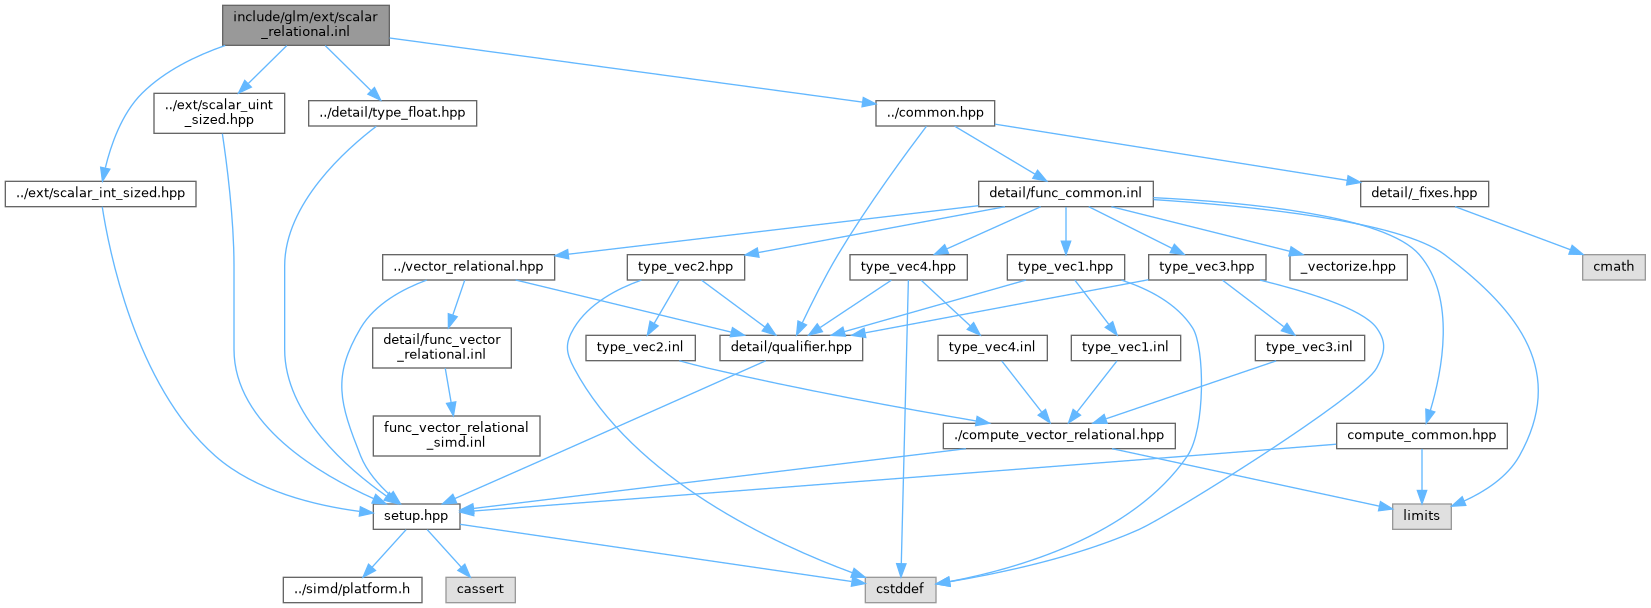 include/glm/ext/scalar
_relational.inl
../ext/scalar_uint
_sized.hpp
../detail/type_float.hpp
../common.hpp
../ext/scalar_int_sized.hpp
detail/func_common.inl
detail/_fixes.hpp
../vector_relational.hpp
type_vec2.hpp
type_vec4.hpp
type_vec1.hpp
type_vec3.hpp
_vectorize.hpp
cmath
detail/func_vector
_relational.inl
type_vec2.inl
detail/qualifier.hpp
type_vec4.inl
type_vec1.inl
type_vec3.inl
func_vector_relational
_simd.inl
./compute_vector_relational.hpp
compute_common.hpp
setup.hpp
limits
../simd/platform.h
cassert
cstddef